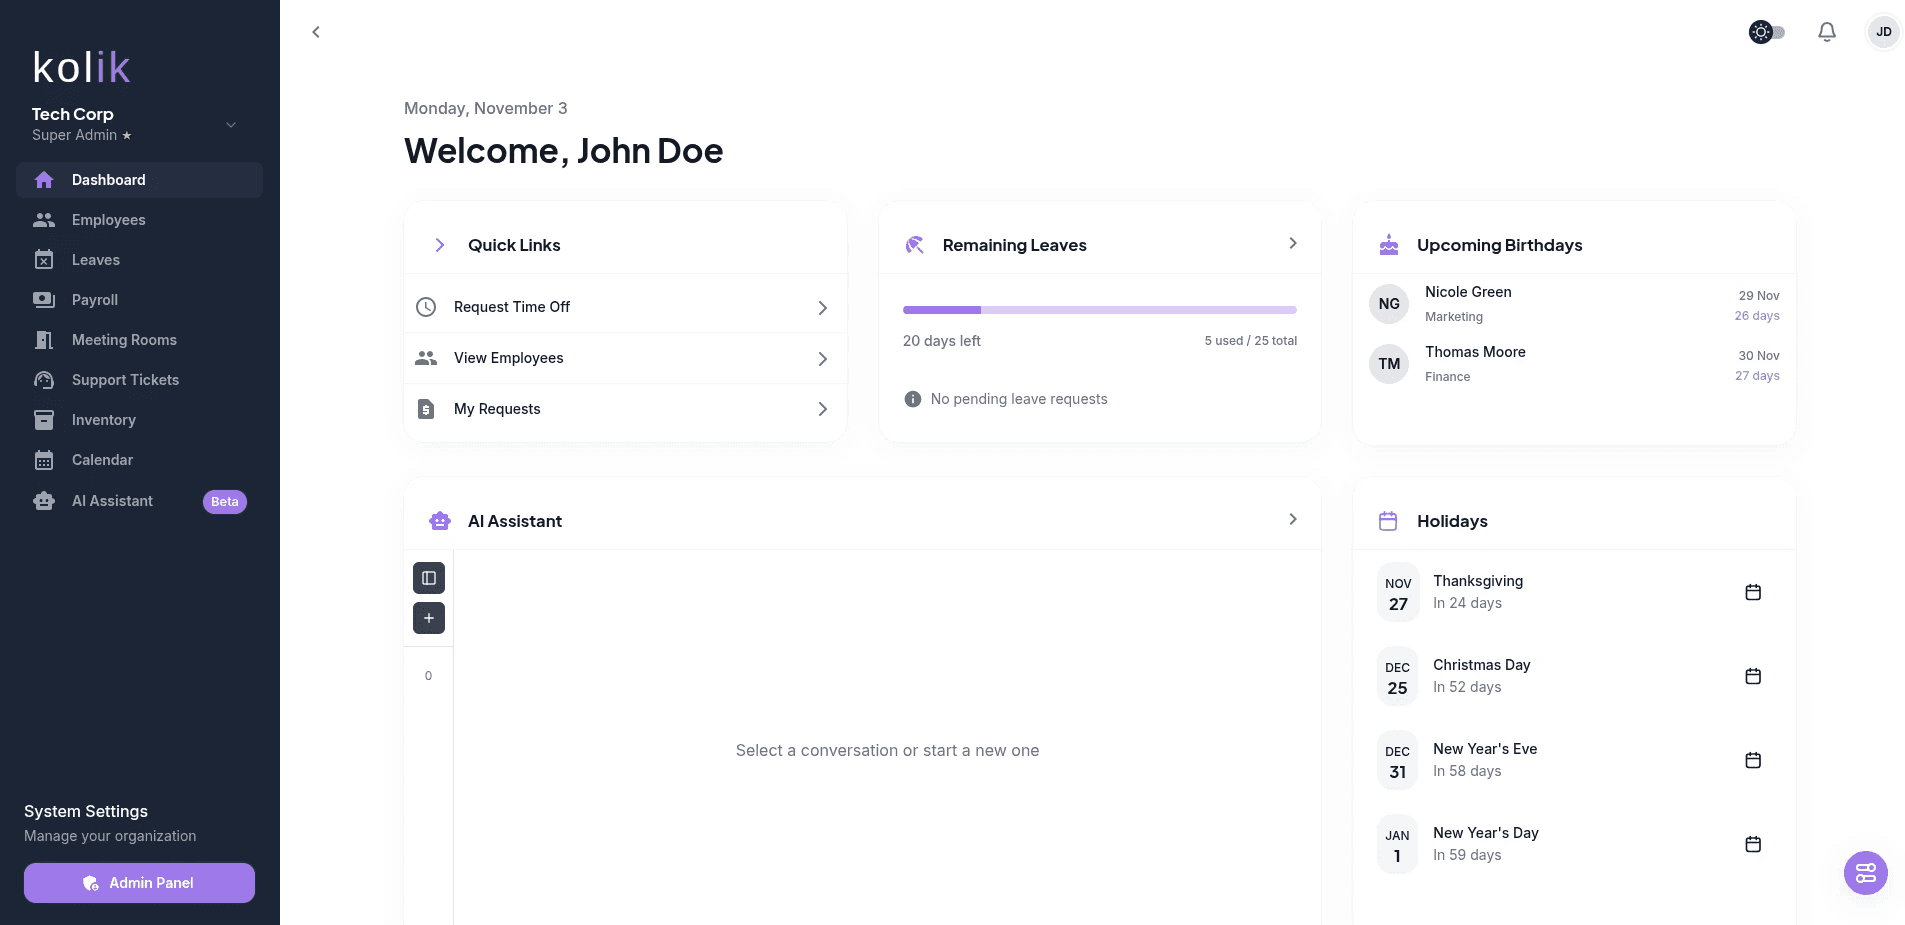 kolik
Tech Corp
Super Admin ★
Dashboard
Employees
Leaves
Payroll
Meeting Rooms
Support Tickets
Inventory
Calendar
AI Assistant Beta
System Settings
Manage your organization
Admin Panel
JD
Monday, November 3
Welcome, John Doe
Quick Links
Request Time Off
View Employees
My Requests
Remaining Leaves
20 days left 5 used / 25 total
No pending leave requests
Upcoming Birthdays
NG Nicole Green 29 Nov
Marketing 26 days
TM Thomas Moore 30 Nov
Finance 27 days
AI Assistant
0
Select a conversation or start a new one
Holidays
NOV 27
Thanksgiving
In 24 days
DEC 25
Christmas Day
In 52 days
DEC 31
New Year's Eve
In 58 days
JAN 1
New Year's Day
In 59 days